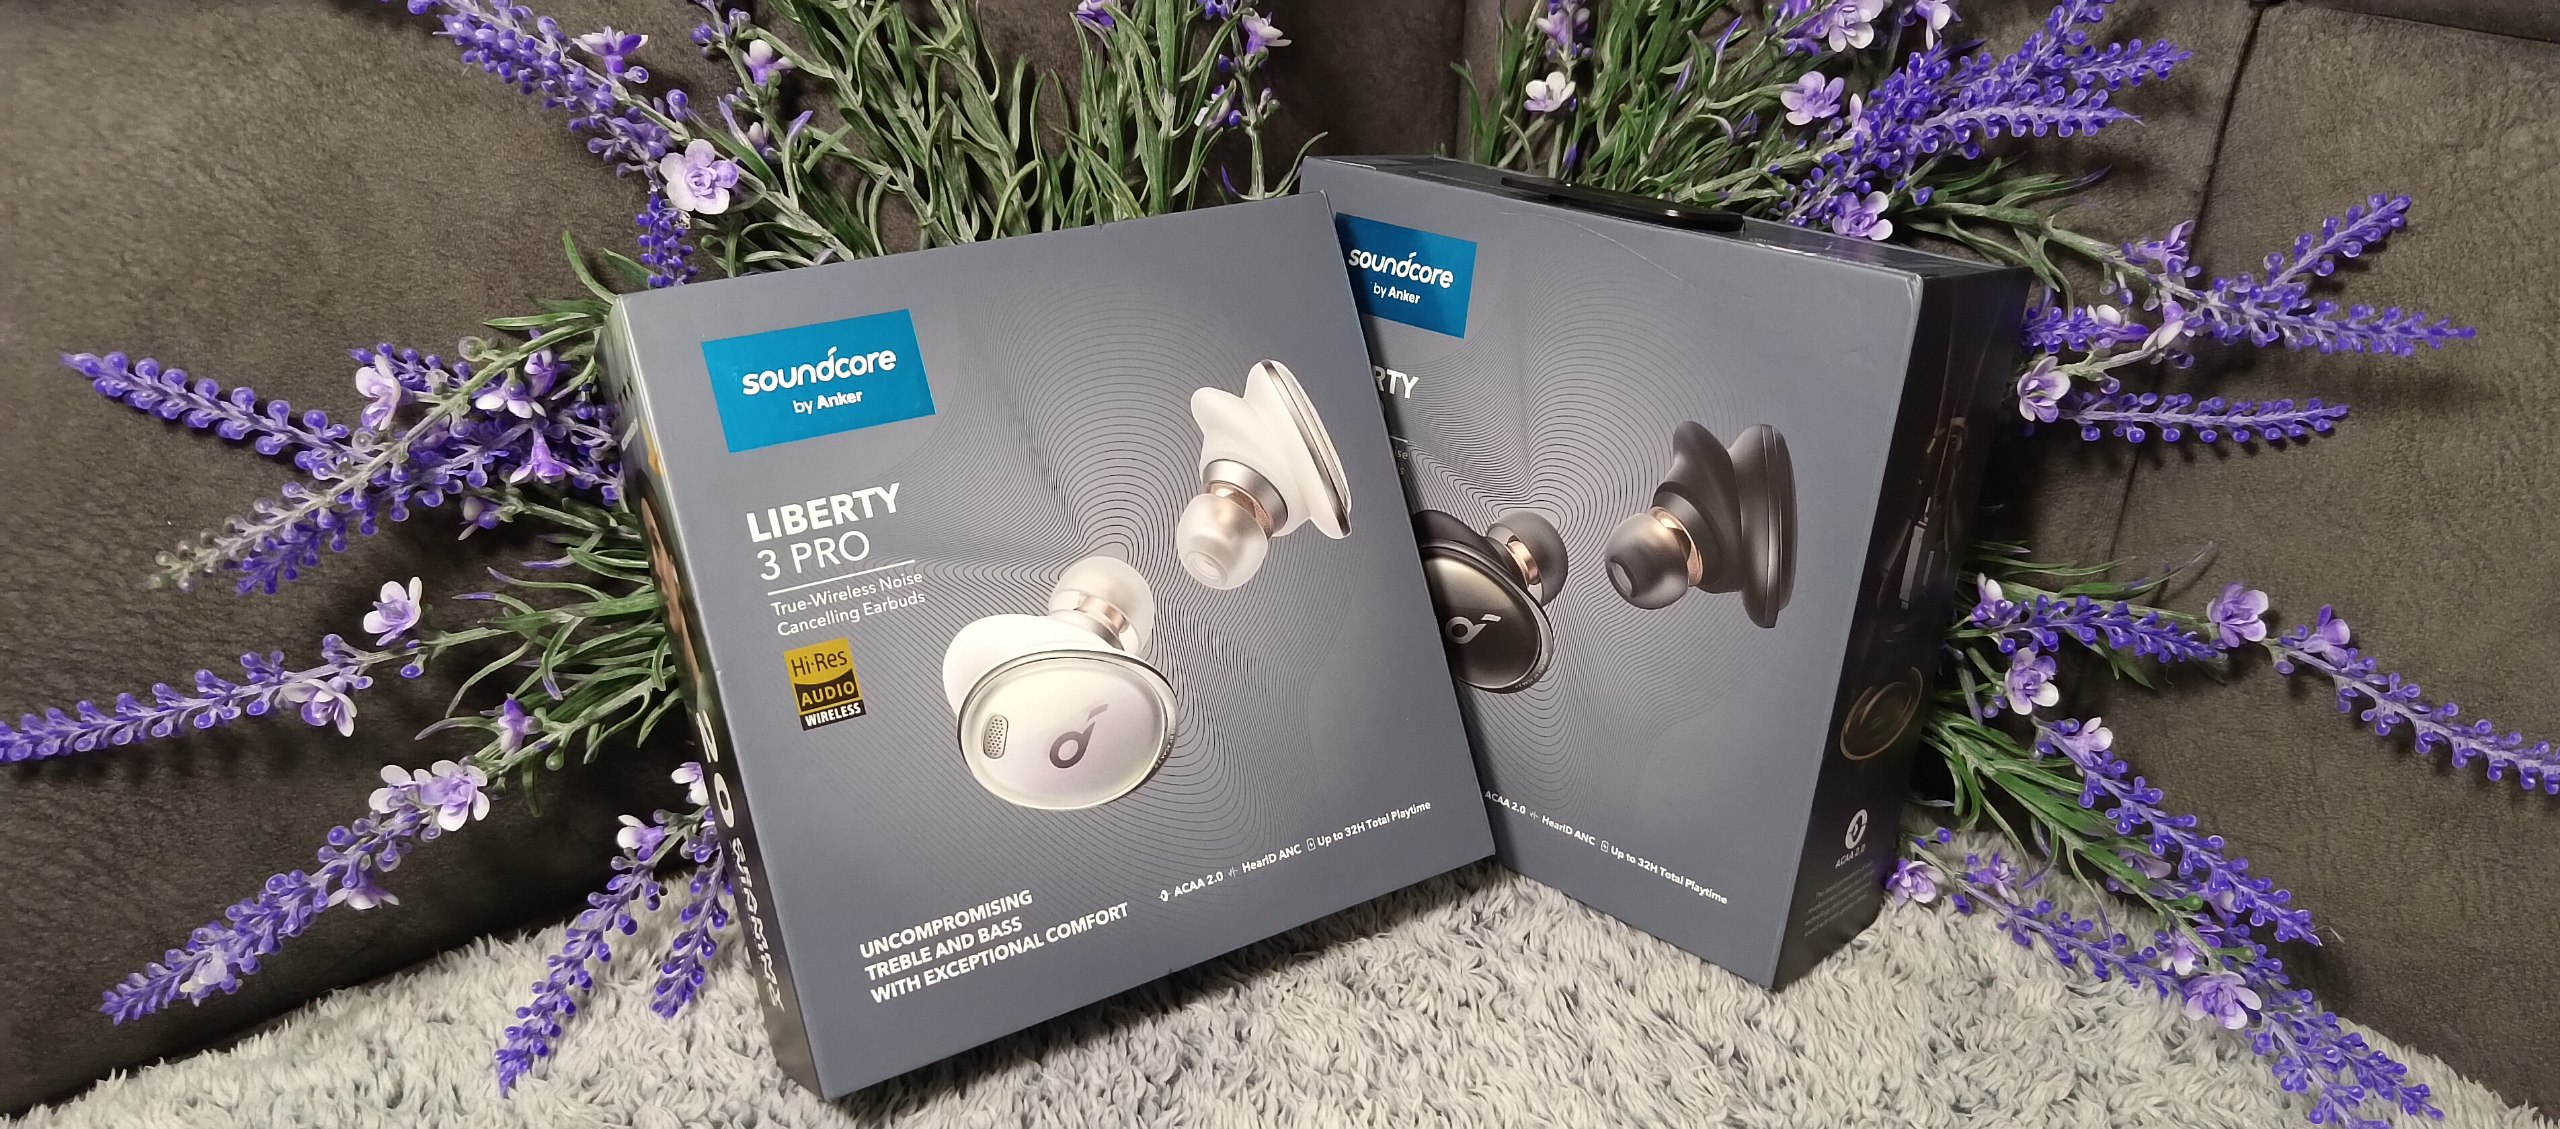 soundcore
by Anker
LIBERTY
3 PRO
True-Wireless Noise
Cancelling Earbuds
Hi-Res
AUDIO
WIRELESS
UNCOMPROMISING
TREBLE AND BASS
WITH EXCEPTIONAL COMFORT
ACAA 2.0 HearID ANC Up to 32H Total Playtime
20 GRAMMY
soundcore
by Anker
RTY
ACAA 2.0 HearID ANC Up to 32H Total Playtime
ACAA 2.0